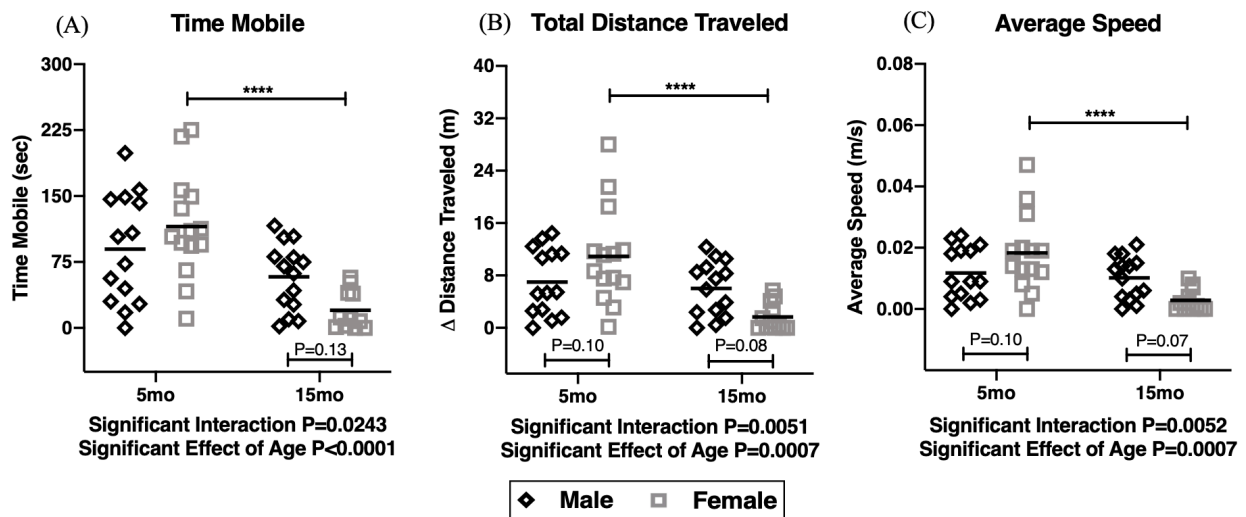 (A) Time Mobile
300
225
150
75
0
Time Mobile (sec)
****
P=0.13
5mo 15mo
Significant Interaction P=0.0243
Significant Effect of Age P<0.0001
(B) Total Distance Traveled
40
32
24
16
8
0
Δ Distance Traveled (m)
****
P=0.10 P=0.08
5mo 15mo
Significant Interaction P=0.0051
Significant Effect of Age P=0.0007
(C) Average Speed
0.08
0.06
0.04
0.02
0.00
Average Speed (m/s)
****
P=0.10 P=0.07
5mo 15mo
Significant Interaction P=0.0052
Significant Effect of Age P=0.0007
Male Female